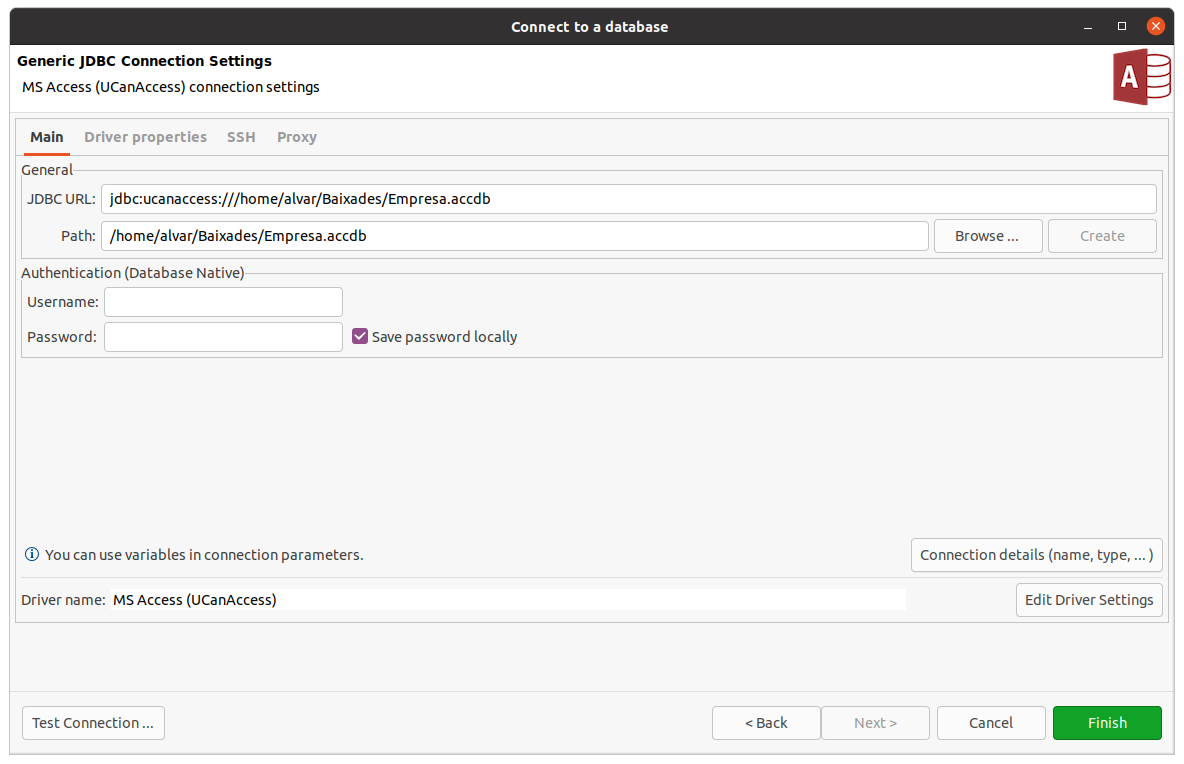 Connect to a database
Generic JDBC Connection Settings
MS Access (UCanAccess) connection settings
A
Main Driver properties SSH Proxy
General
JDBC URL: jdbc:ucanaccess:///home/alvar/Baixades/Empresa.accdb
Path: /home/alvar/Baixades/Empresa.accdb Browse ... Create
Authentication (Database Native)
Username:
Password: Save password locally
You can use variables in connection parameters. Connection details (name, type, ... )
Driver name: MS Access (UCanAccess) Edit Driver Settings
Test Connection ... < Back Next > Cancel Finish